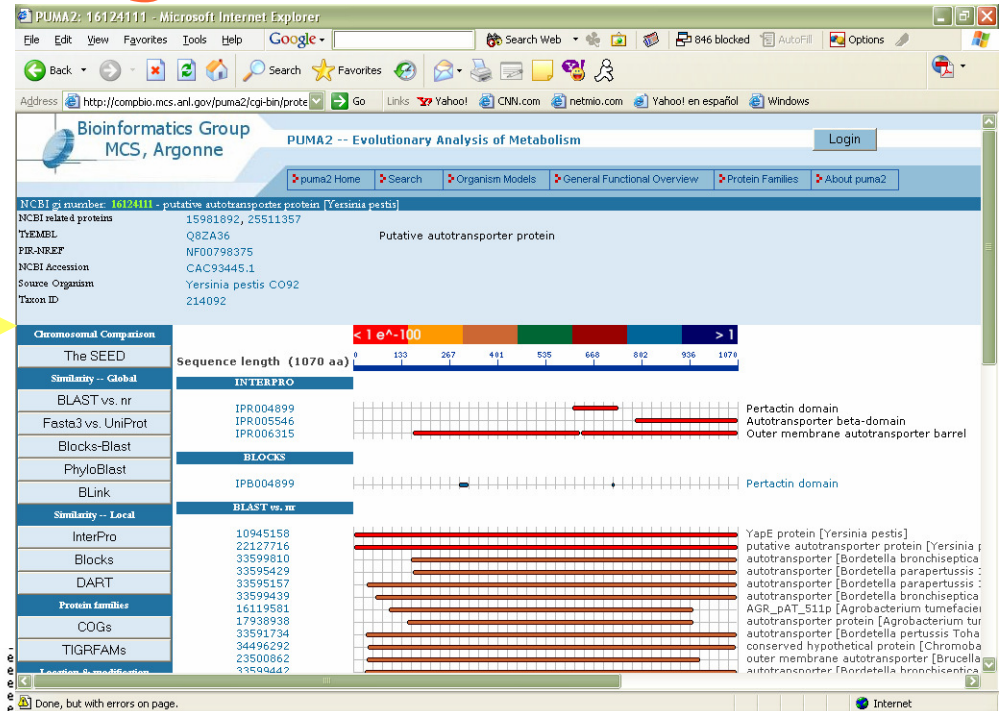 PUMA2: 16124111 - Microsoft Internet Explorer
File Edit View Favorites Tools Help Google Search Web 846 blocked AutoFill Options
Back Search Favorites
Address http://compbio.mcs.anl.gov/puma2/cgi-bin/prote Go Links Yahoo! CNN.com netmio.com Yahoo! en español Windows
Bioinformatics Group
MCS, Argonne
PUMA2 -- Evolutionary Analysis of Metabolism
Login
puma2 Home Search Organism Models General Functional Overview Protein Families About puma2
NCBI gi number: 16124111 - putative autotransporter protein [Yersinia pestis]
NCBI related proteins 15981892, 25511357
TrEMBL Q8ZA36 Putative autotransporter protein
PIR-NREF NF00798375
NCBI Accession CAC93445.1
Source Organism Yersinia pestis CO92
Taxon ID 214092
Chromosomal Comparison
The SEED
Similarity -- Global
BLAST vs. nr
Fasta3 vs. UniProt
Blocks-Blast
PhyloBlast
BLink
Similarity -- Local
InterPro
Blocks
DART
Protein families
COGs
TIGRFAMs
Location & modification
< 1 e^-100 > 1
Sequence length (1070 aa) 0 133 267 401 535 668 802 936 1070
INTERPRO
IPR004899 Pertactin domain
IPR005546 Autotransporter beta-domain
IPR006315 Outer membrane autotransporter barrel
BLOCKS
IPB004899 Pertactin domain
BLAST vs. nr
10945158 YapE protein [Yersinia pestis]
22127716 putative autotransporter protein [Yersinia p
33599810 autotransporter [Bordetella bronchiseptica
33595429 autotransporter [Bordetella parapertussis 1
33595157 autotransporter [Bordetella parapertussis 1
33599439 autotransporter [Bordetella bronchiseptica
16119581 AGR_pAT_511p [Agrobacterium tumefacien
17938938 autotransporter protein [Agrobacterium tur
33591734 autotransporter [Bordetella pertussis Toha
34496292 conserved hypothetical protein [Chromoba
23500862 outer membrane autotransporter [Brucella
33599442 autotransporter [Bordetella bronchiseptica
Done, but with errors on page. Internet